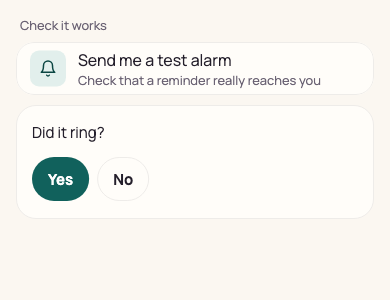 Check it works
Send me a test alarm
Check that a reminder really reaches you
Did it ring?
Yes
No